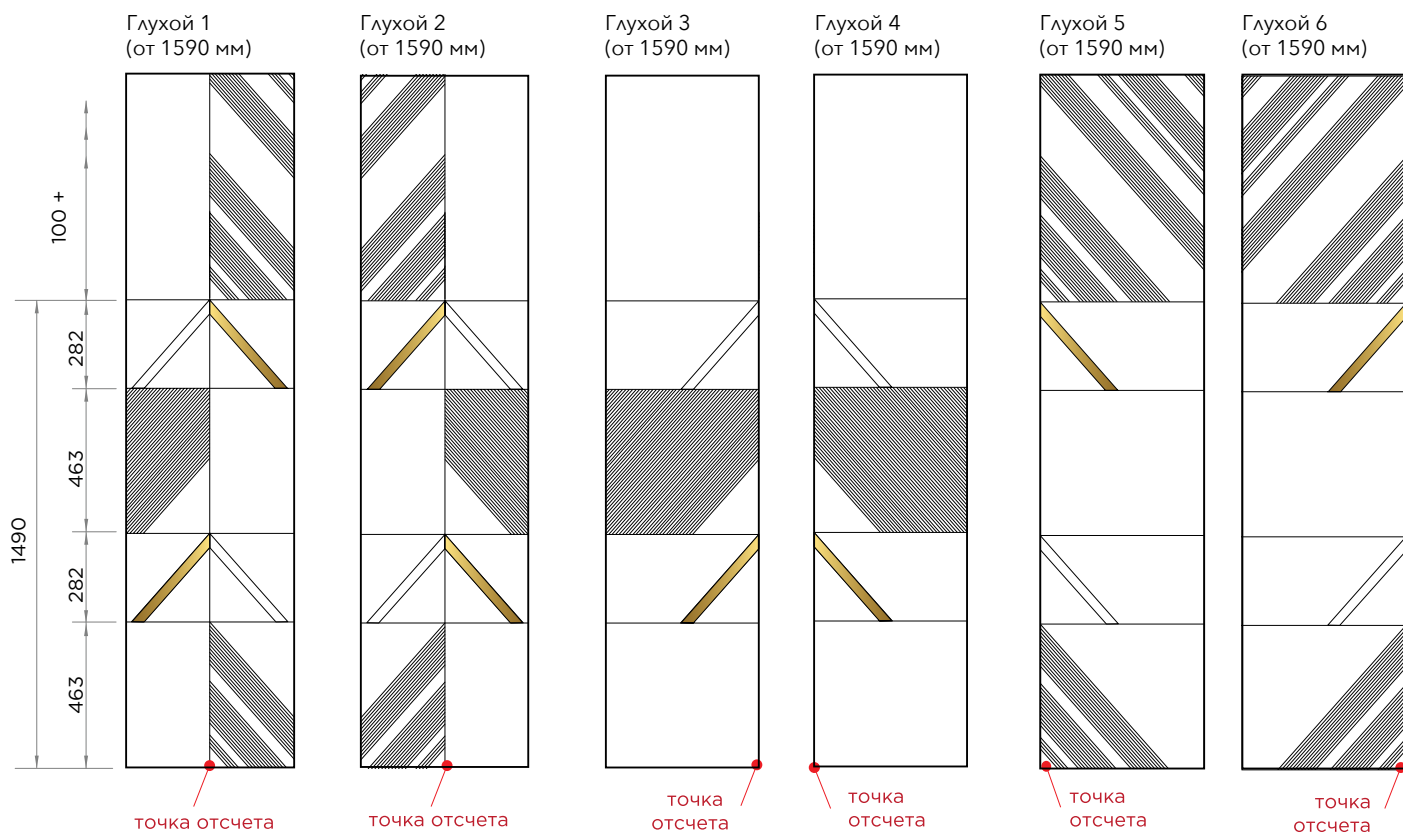 Глухой 1
(от 1590 мм)
Глухой 2
(от 1590 мм)
Глухой 3
(от 1590 мм)
Глухой 4
(от 1590 мм)
Глухой 5
(от 1590 мм)
Глухой 6
(от 1590 мм)
100 +
282
463
1490
282
463
точка отсчета
точка отсчета
точка
отсчета
точка
отсчета
точка
отсчета
точка
отсчета